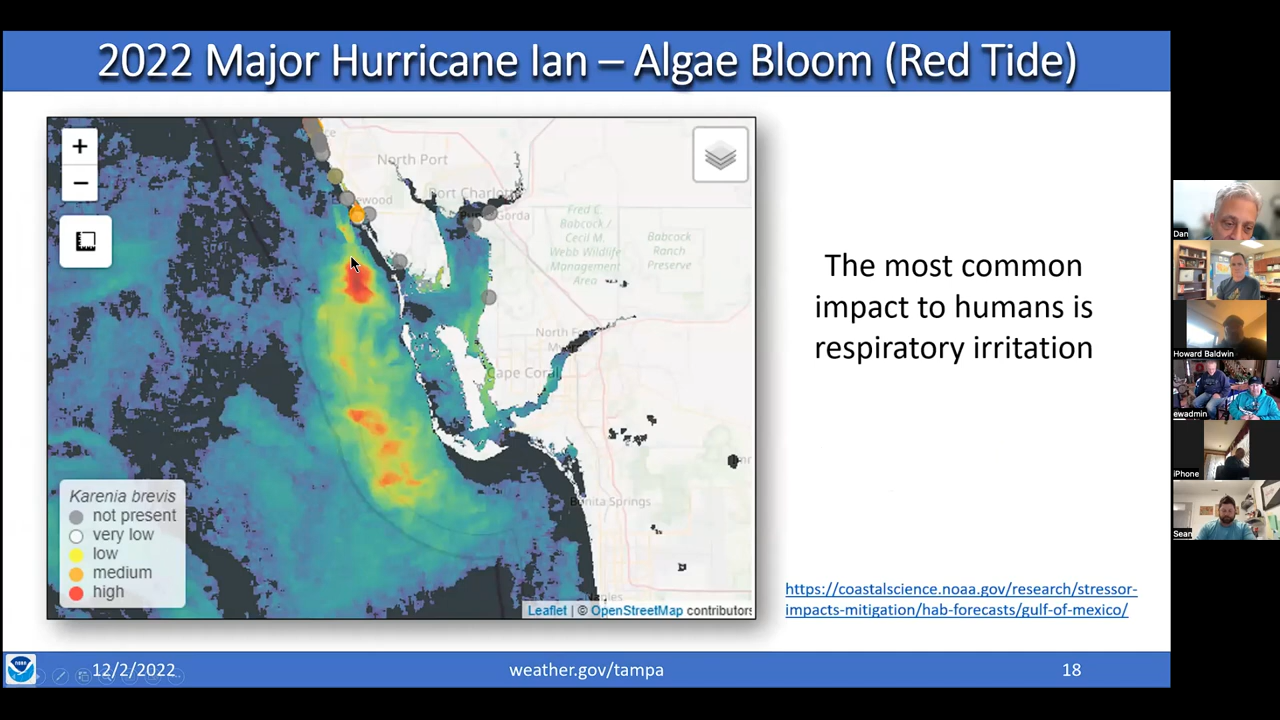 2022 Major Hurricane Ian – Algae Bloom (Red Tide)
+
−
North Port
Port Charlotte
Gorda
Fred C.
Babcock /
Cecil M.
Webb Wildlife
Management
Area
Babcock
Ranch
Preserve
North
Cape Coral
Bonita Springs
Karenia brevis
not present
very low
low
medium
high
Leaflet | © OpenStreetMap contributors
The most common
impact to humans is
respiratory irritation
https://coastalscience.noaa.gov/research/stressor-
impacts-mitigation/hab-forecasts/gulf-of-mexico/
12/2/2022
weather.gov/tampa
18
Dan
Howard Baldwin
ewadmin
iPhone
Sean